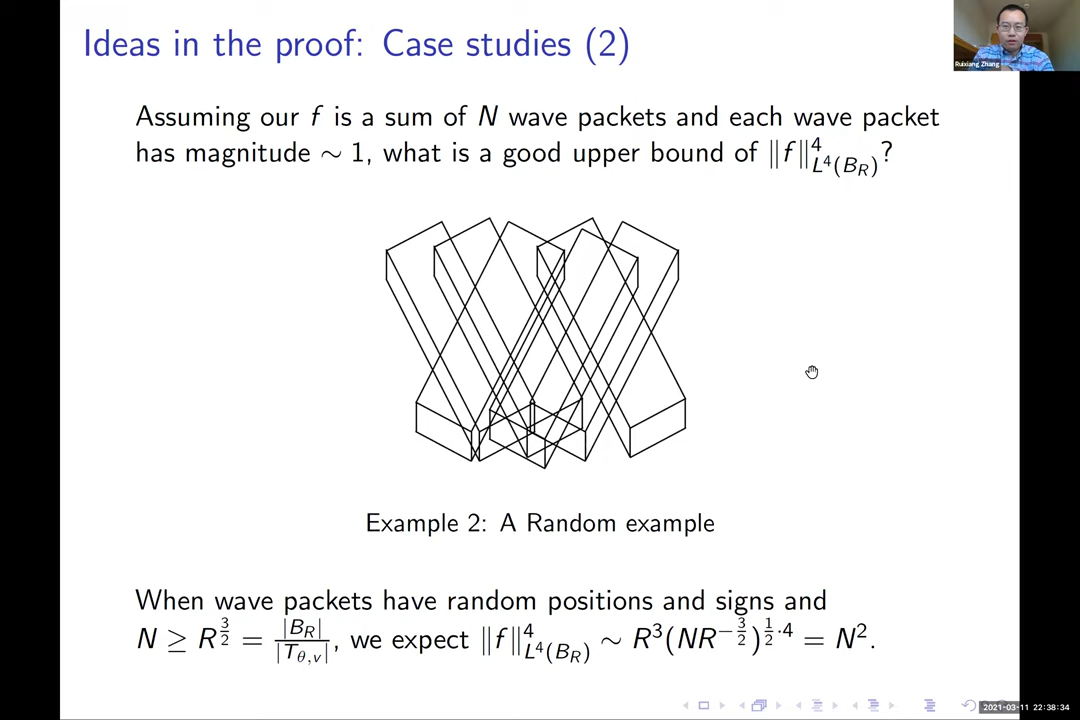 Ideas in the proof: Case studies (2)
Ruixiang Zhang
Assuming our f is a sum of N wave packets and each wave packet
has magnitude ∼ 1, what is a good upper bound of ‖f‖⁴_{L⁴(B_R)}?
Example 2: A Random example
When wave packets have random positions and signs and
N ≥ R^{3/2} = |B_R|/|T_{θ,v}|, we expect ‖f‖⁴_{L⁴(B_R)} ∼ R³(NR^{-3/2})^{1/2·4} = N².
2021-03-11 22:38:34